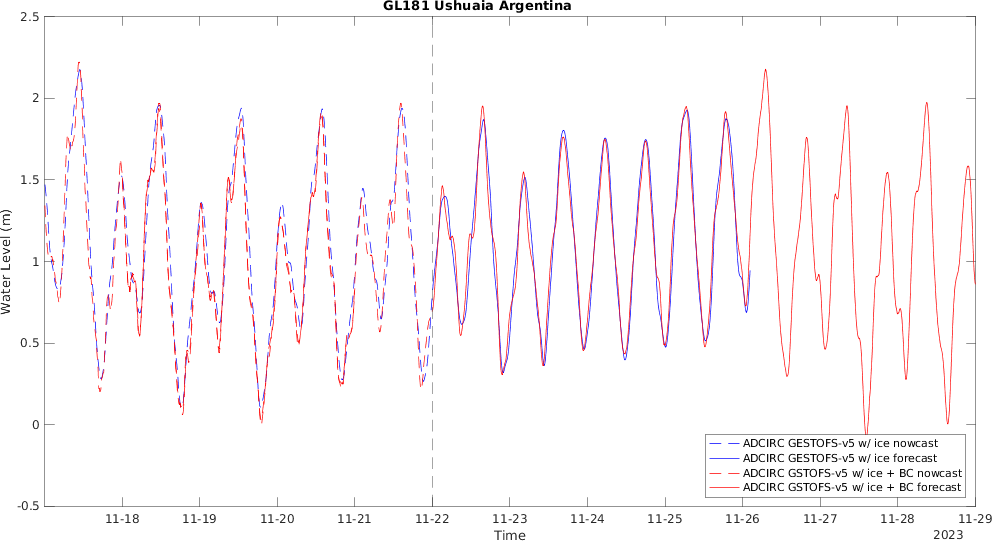 GL181 Ushuaia Argentina
2.5
2
1.5
1
0.5
0
-0.5
Water Level (m)
ADCIRC GESTOFS-v5 w/ ice nowcast
ADCIRC GESTOFS-v5 w/ ice forecast
ADCIRC GSTOFS-v5 w/ ice + BC nowcast
ADCIRC GSTOFS-v5 w/ ice + BC forecast
11-18 11-19 11-20 11-21 11-22 11-23 11-24 11-25 11-26 11-27 11-28 11-29
Time
2023